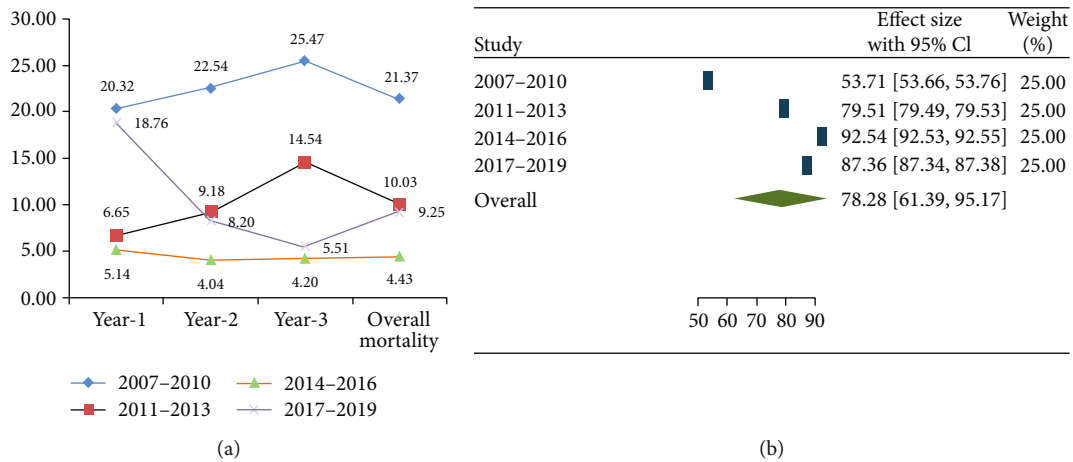 30.00
25.00
20.00
15.00
10.00
5.00
0.00
20.32
22.54
25.47
21.37
18.76
6.65
9.18
8.20
14.54
5.51
10.03
9.25
5.14
4.04
4.20
4.43
Year-1 Year-2 Year-3 Overall mortality
2007–2010 2014–2016
2011–2013 2017–2019
(a)
Study Effect size with 95% Cl Weight (%)
2007–2010 53.71 [53.66, 53.76] 25.00
2011–2013 79.51 [79.49, 79.53] 25.00
2014–2016 92.54 [92.53, 92.55] 25.00
2017–2019 87.36 [87.34, 87.38] 25.00
Overall 78.28 [61.39, 95.17]
50 60 70 80 90
(b)